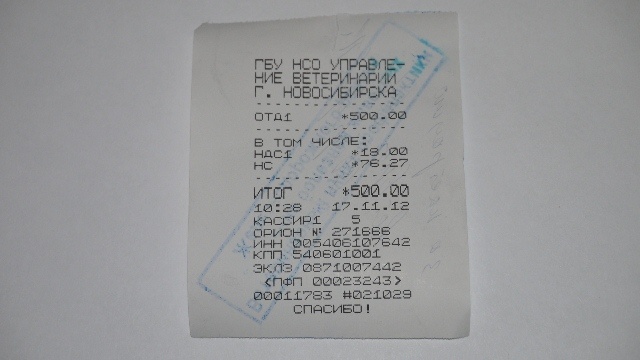 ГБУ НСО УПРАВЛЕ-
НИЕ ВЕТЕРИНАРИИ
Г. НОВОСИБИРСКА
ОТД1 *500.00
В ТОМ ЧИСЛЕ:
НДС1 *18.00
НС *76.27
ИТОГ *500.00
10:28 17.11.12
КАССИР1 5
ОРИОН № 271666
ИНН 005406107642
КПП 540601001
ЭКЛЗ 0871007442
<ПФП 00023243>
00011783 #021029
СПАСИБО!